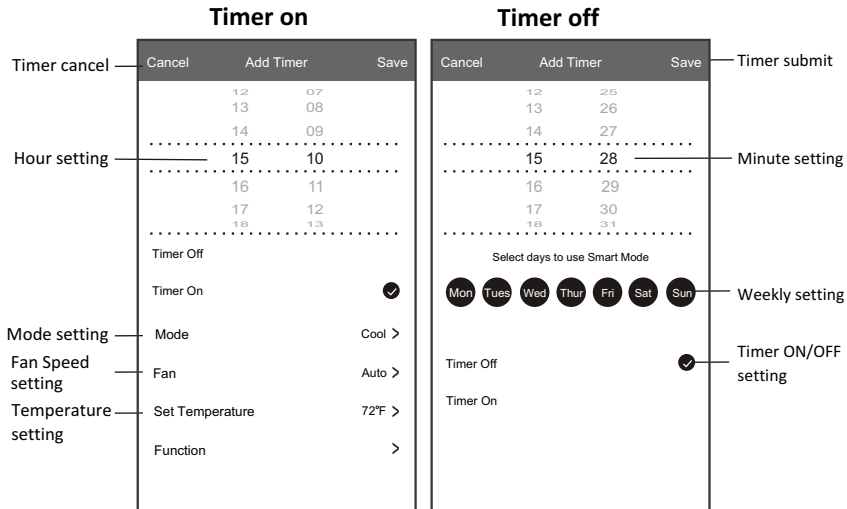 Timer on
Timer off
Timer cancel
Cancel Add Timer Save
Cancel Add Timer Save
Timer submit
12 07
13 08
14 09
15 10
16 11
17 12
18 13
12 25
13 26
14 27
15 28
16 29
17 30
18 31
Hour setting
Minute setting
Timer Off
Timer On
Mode setting
Mode Cool >
Fan Speed
setting
Fan Auto >
Temperature
setting
Set Temperature 72°F >
Function >
Select days to use Smart Mode
Mon Tues Wed Thur Fri Sat Sun
Weekly setting
Timer Off
Timer ON/OFF
setting
Timer On